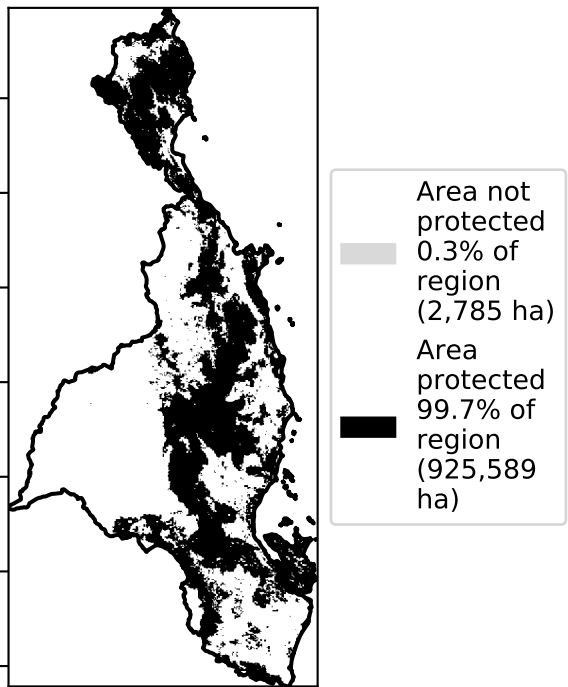 Area not
protected
0.3% of
region
(2,785 ha)
Area
protected
99.7% of
region
(925,589
ha)